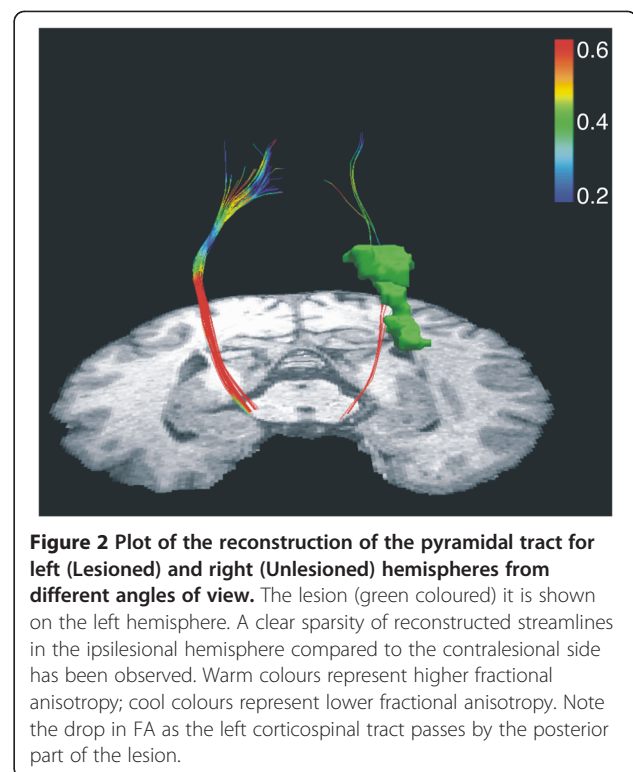 0.6
0.4
0.2
Figure 2 Plot of the reconstruction of the pyramidal tract for
left (Lesioned) and right (Unlesioned) hemispheres from
different angles of view. The lesion (green coloured) it is shown
on the left hemisphere. A clear sparsity of reconstructed streamlines
in the ipsilesional hemisphere compared to the contralesional side
has been observed. Warm colours represent higher fractional
anisotropy; cool colours represent lower fractional anisotropy. Note
the drop in FA as the left corticospinal tract passes by the posterior
part of the lesion.